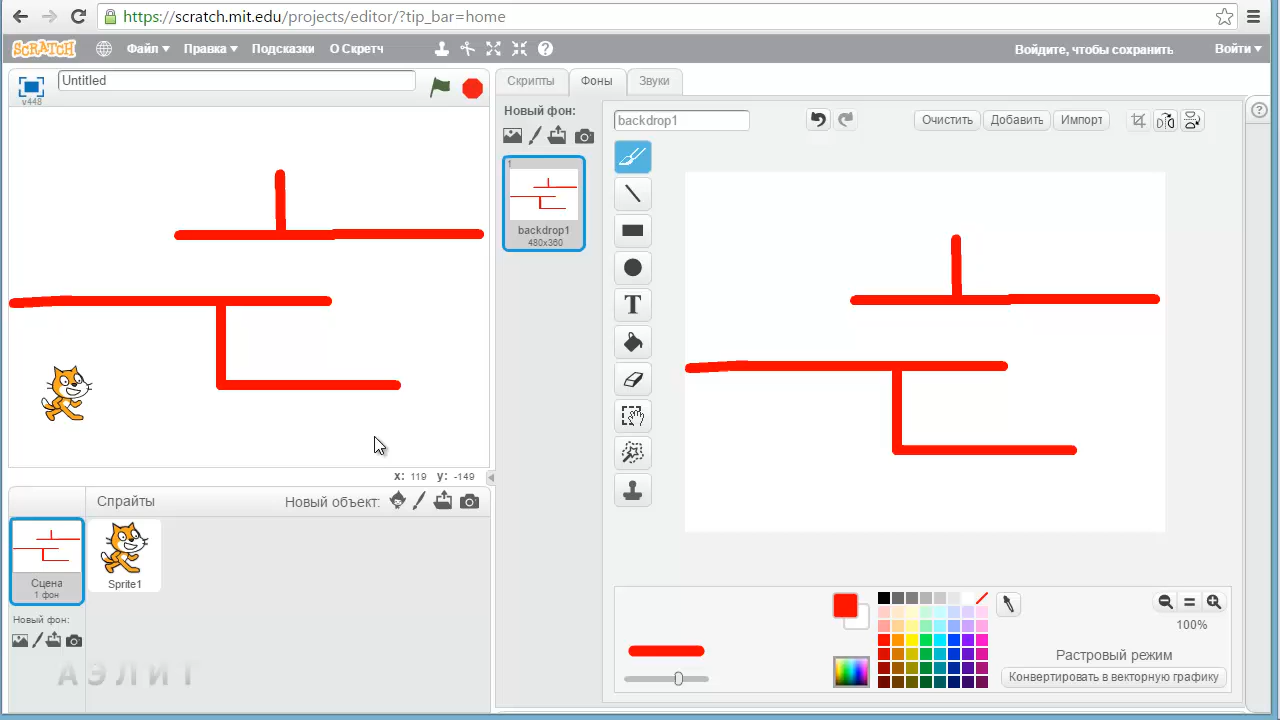 https://scratch.mit.edu/projects/editor/?tip_bar=home
SCRATCH
Файл
Правка
Подсказки
О Скретч
Войдите, чтобы сохранить
Войти
v448
Untitled
Скрипты
Фоны
Звуки
Новый фон:
backdrop1
Очистить
Добавить
Импорт
1
backdrop1
480x360
T
x: 119 y: -149
Спрайты
Новый объект:
Сцена
1 фон
Sprite1
Новый фон:
АЭЛИТ
100%
Растровый режим
Конвертировать в векторную графику